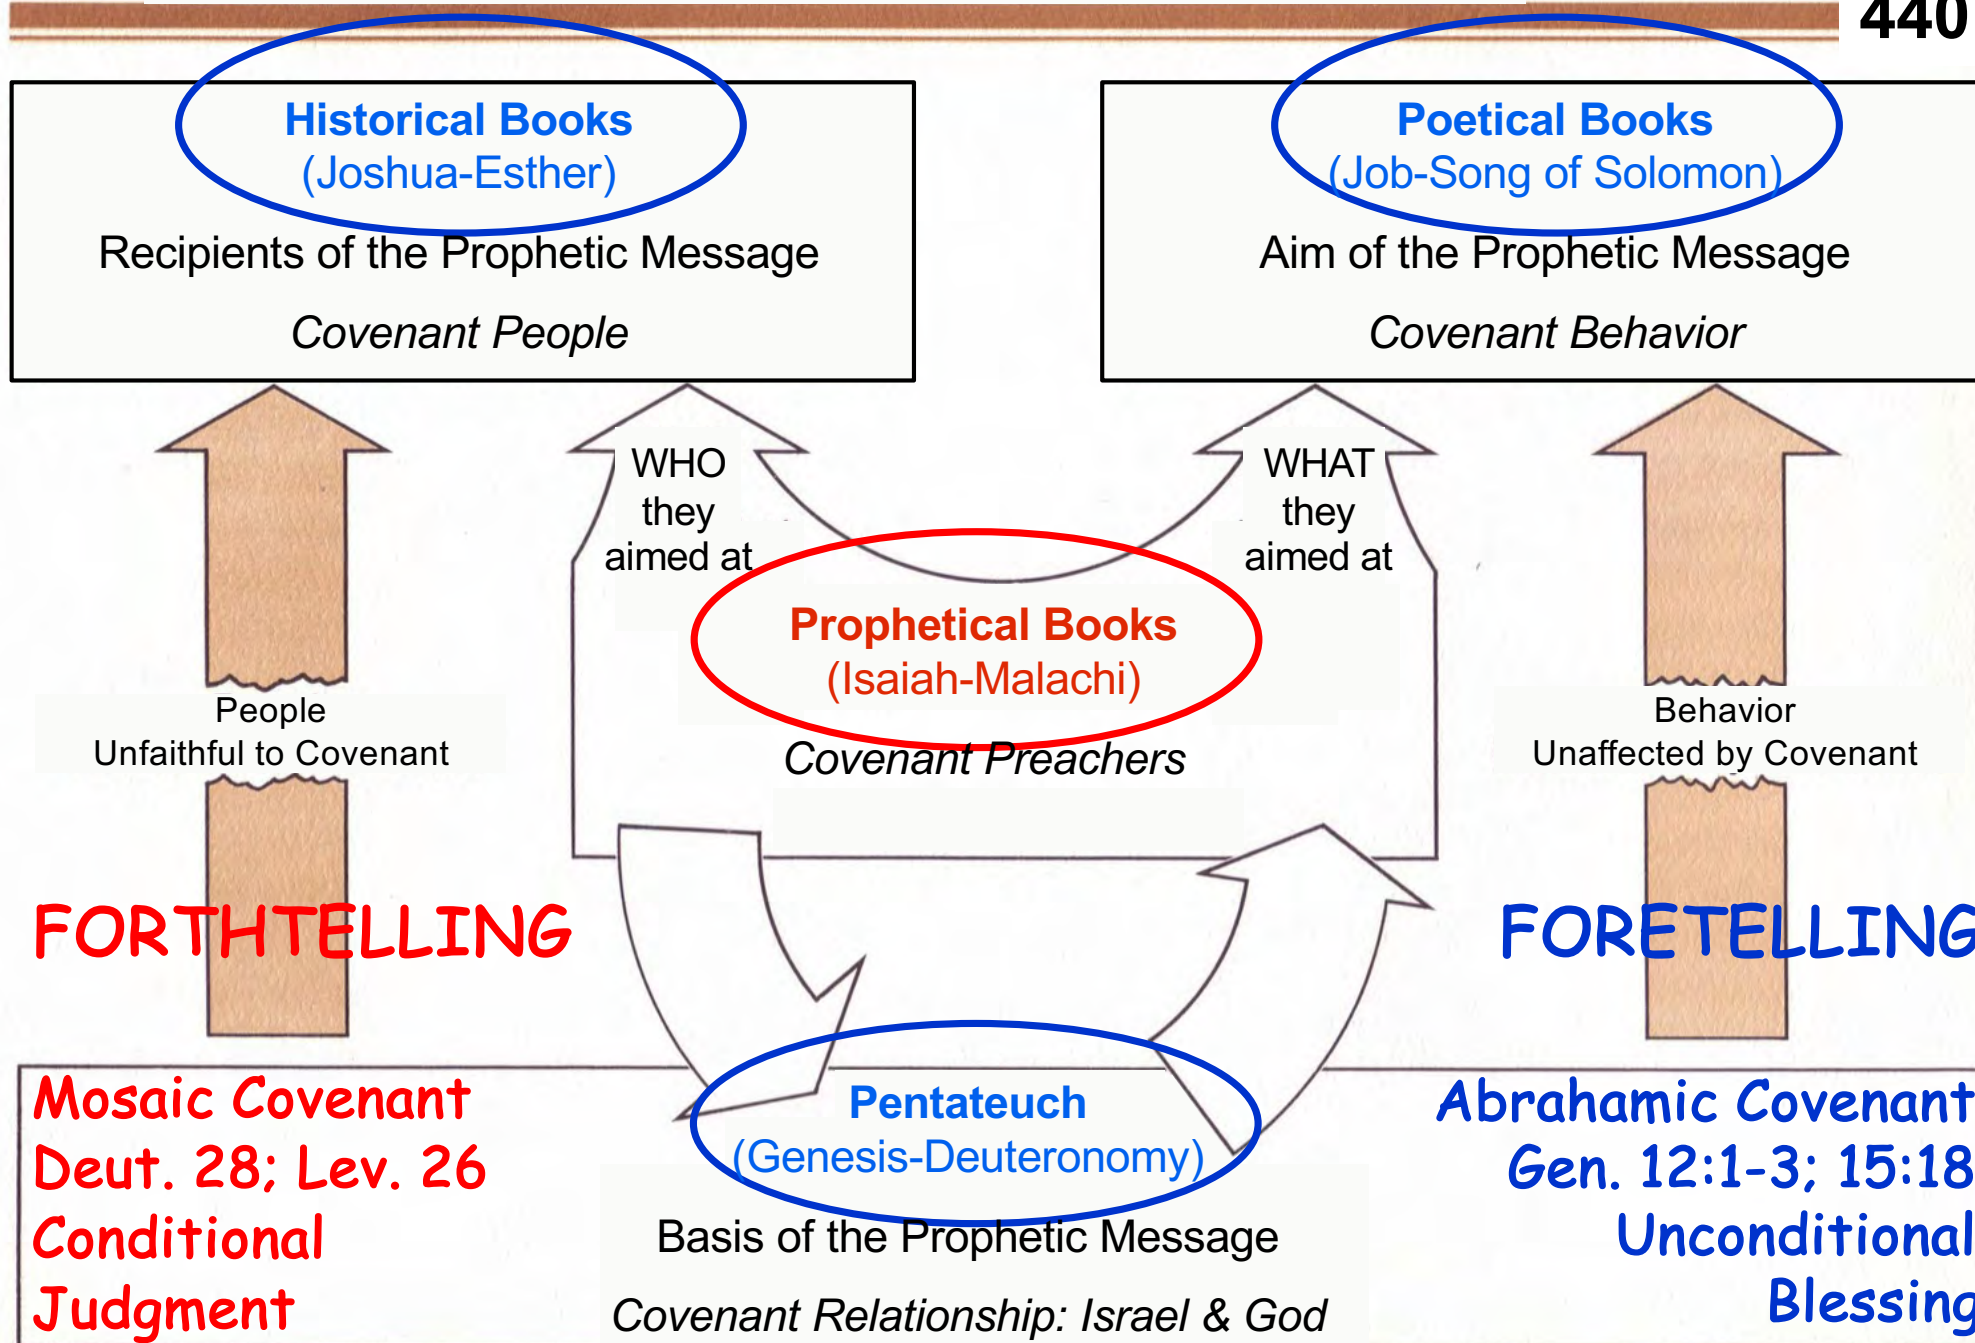 440
Historical Books
(Joshua-Esther)
Recipients of the Prophetic Message
Covenant People
Poetical Books
(Job-Song of Solomon)
Aim of the Prophetic Message
Covenant Behavior
WHO
they
aimed at
WHAT
they
aimed at
Prophetical Books
(Isaiah-Malachi)
Covenant Preachers
People
Unfaithful to Covenant
Behavior
Unaffected by Covenant
FORTHTELLING
FORETELLING
Mosaic Covenant
Deut. 28; Lev. 26
Conditional
Judgment
Pentateuch
(Genesis-Deuteronomy)
Basis of the Prophetic Message
Covenant Relationship: Israel & God
Abrahamic Covenant
Gen. 12:1-3; 15:18
Unconditional
Blessing